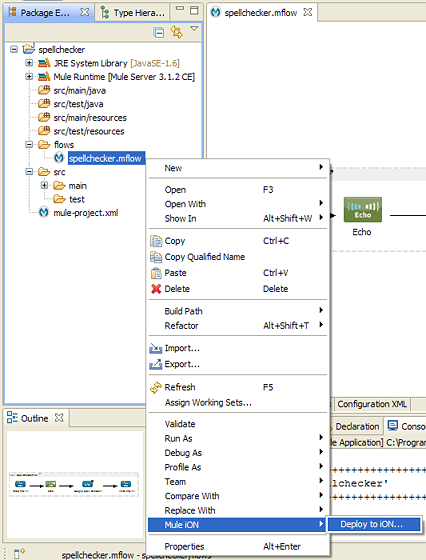 Package E...
Type Hiera...
spellchecker.mflow
spellchecker
JRE System Library [JavaSE-1.6]
Mule Runtime [Mule Server 3.1.2 CE]
src/main/java
src/test/java
src/main/resources
src/test/resources
flows
spellchecker.mflow
src
main
test
mule-project.xml
Echo
New
Open F3
Open With
Show In Alt+Shift+W
Copy Ctrl+C
Copy Qualified Name
Paste Ctrl+V
Delete Delete
Build Path
Refactor Alt+Shift+T
Import...
Export...
Refresh F5
Assign Working Sets...
Validate
Run As
Debug As
Profile As
Team
Compare With
Replace With
Mule iON
Deploy to iON...
Properties Alt+Enter
Configuration XML
Outline
Declaration
Conso
le Application] C:\Progran
++++++++++++++++
llchecker'
++++++++++++++++
spellchecker.mflow - spellchecker/flows